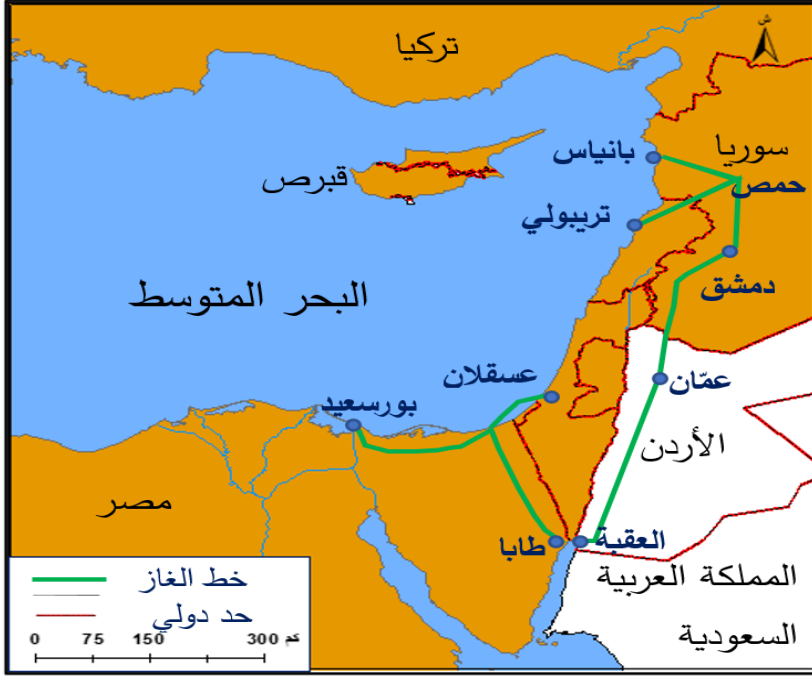 ش
تركيا
سوريا
بانياس
حمص
قبرص
تريبولي
دمشق
البحر المتوسط
عسقلان
عمّان
بورسعيد
الأردن
مصر
طابا
العقبة
المملكة العربية
السعودية
خط الغاز
حد دولي
0 75 150 300 كم